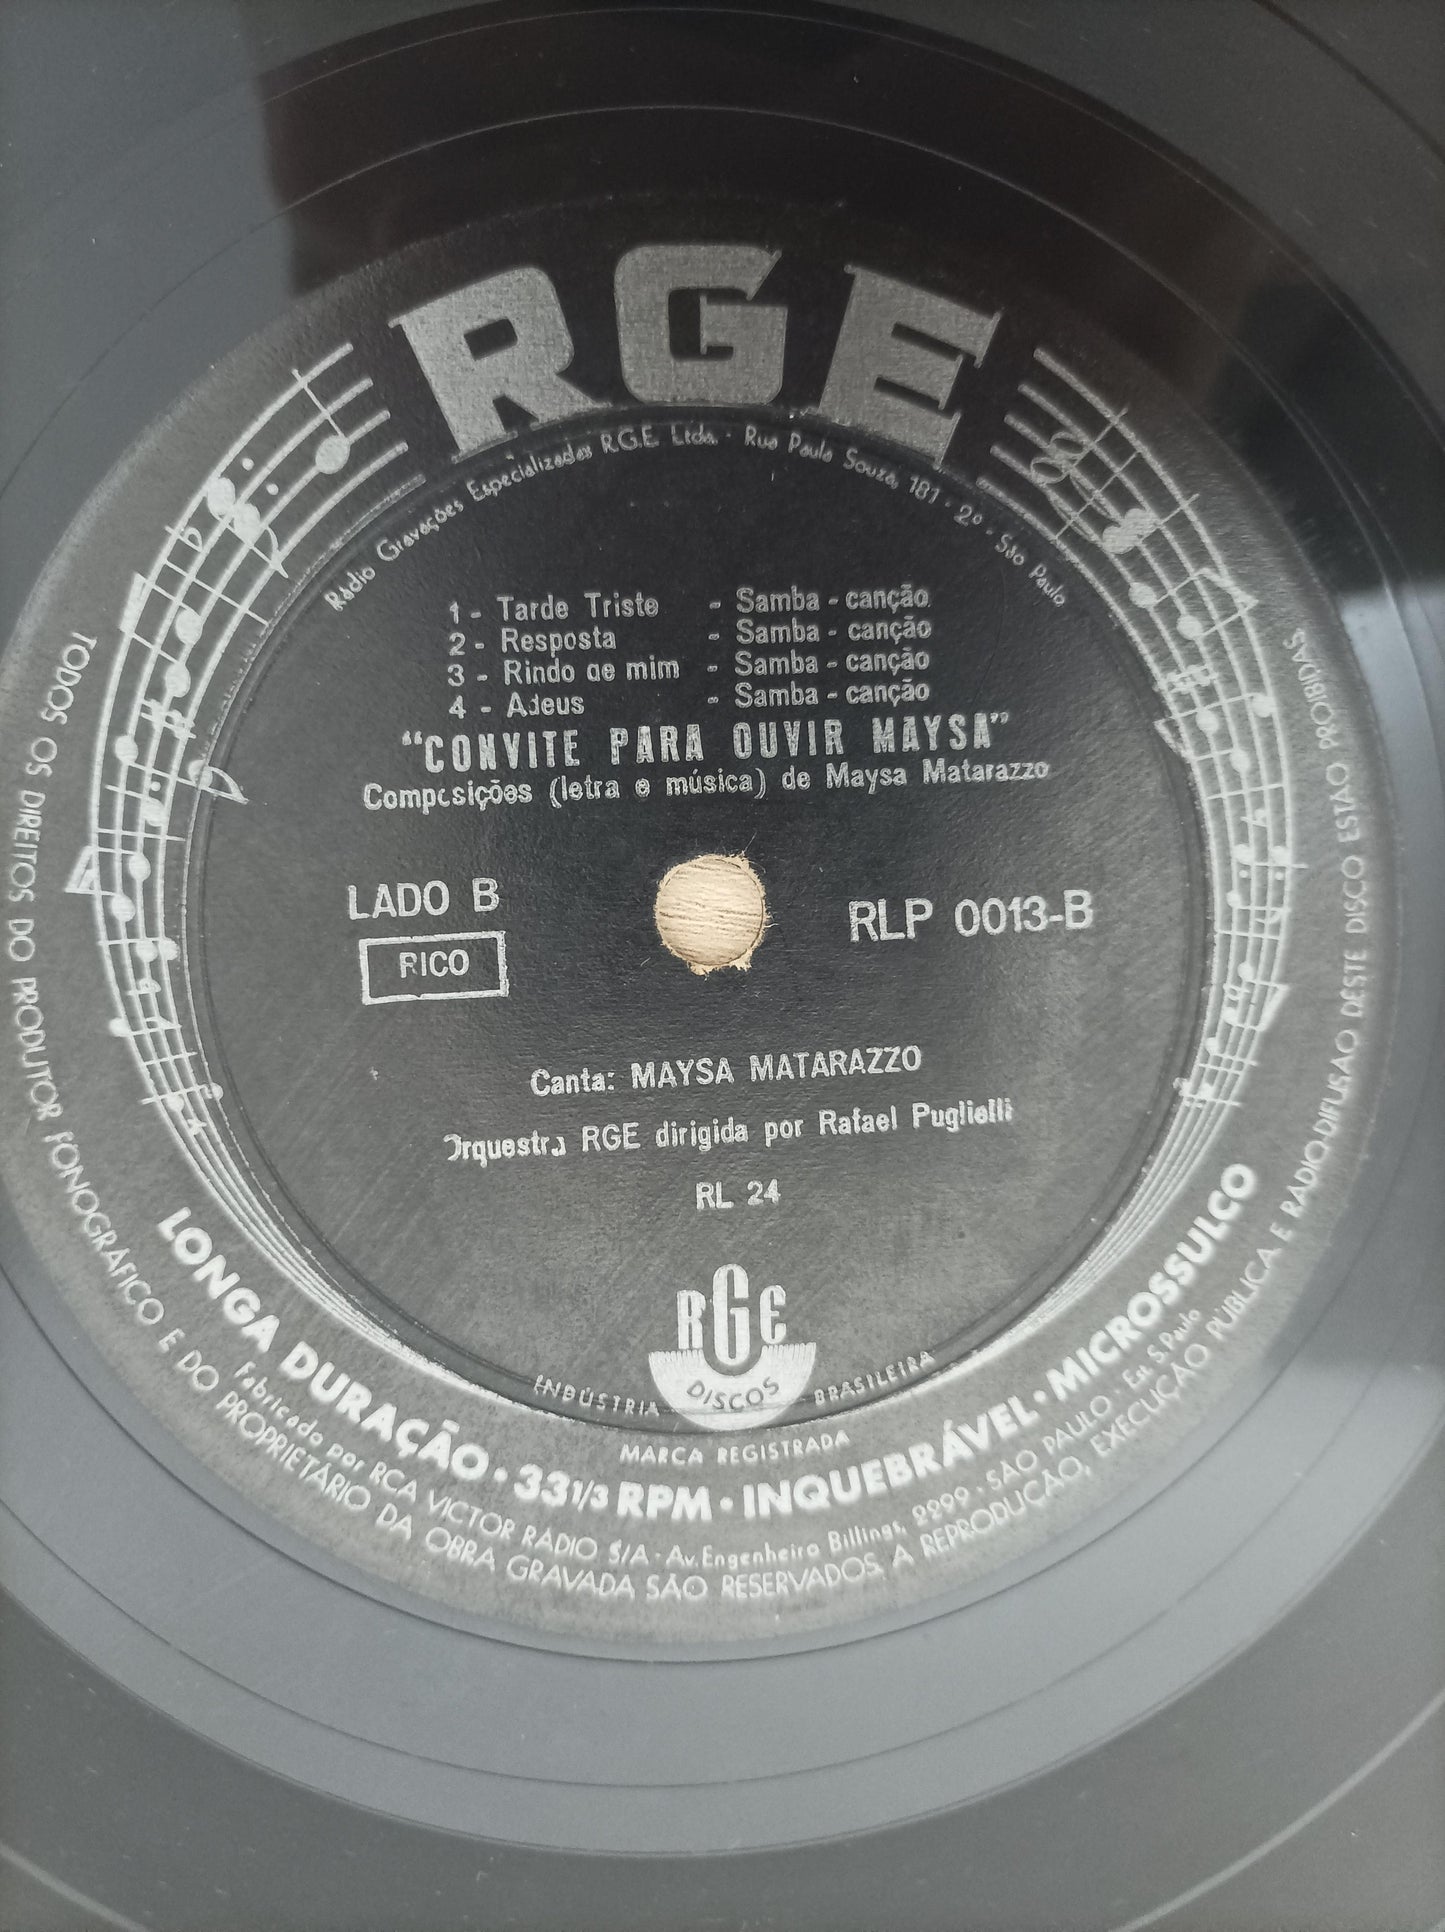 RGE
Rádio Gravações Especializadas R.G.E. Ltda. - Rua Paula Souza, 181 - 2º - São Paulo
1 - Tarde Triste - Samba - canção
2 - Resposta - Samba - canção
3 - Rindo de mim - Samba - canção
4 - Adeus - Samba - canção
"CONVITE PARA OUVIR MAYSA"
Composições (letra e música) de Maysa Matarazzo
LADO B
RICO
RLP 0013-B
Canta: MAYSA MATARAZZO
Orquestra RGE dirigida por Rafael Puglielli
RL 24
RGE
DISCOS
INDÚSTRIA BRASILEIRA
MARCA REGISTRADA
LONGA DURAÇÃO • 33 1/3 RPM • INQUEBRÁVEL • MICROSSULCO
Fabricado por RCA VICTOR RÁDIO S/A - Av. Engenheiro Billings, 2299 - SÃO PAULO - Est. S. Paulo
TODOS OS DIREITOS DO PRODUTOR FONOGRÁFICO E DO PROPRIETÁRIO DA OBRA GRAVADA SÃO RESERVADOS. A REPRODUÇÃO, EXECUÇÃO PÚBLICA E RÁDIO-DIFUSÃO DESTE DISCO ESTÃO PROIBIDAS